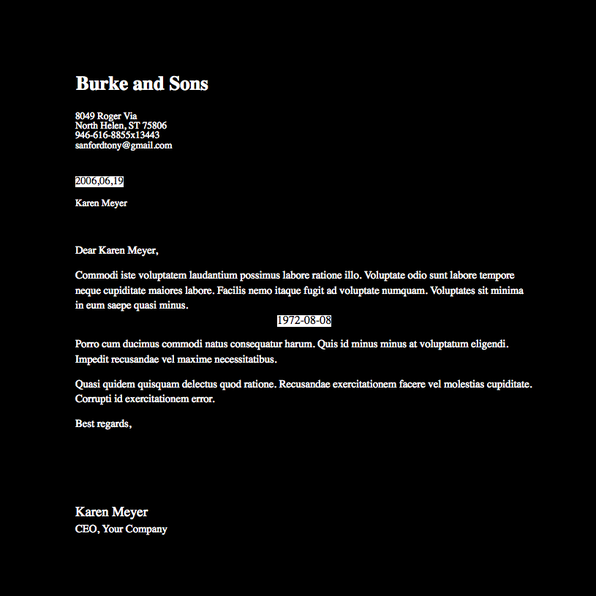 Burke and Sons
8049 Roger Via
North Helen, ST 75806
946-616-8855x13443
sanfordtony@gmail.com
2006,06,19
Karen Meyer
Dear Karen Meyer,
Commodi iste voluptatem laudantium possimus labore ratione illo. Voluptate odio sunt labore tempore
neque cupiditate maiores labore. Facilis nemo itaque fugit ad voluptate numquam. Voluptates sit minima
in eum saepe quasi minus.
1972-08-08
Porro cum ducimus commodi natus consequatur harum. Quis id minus minus at voluptatum eligendi.
Impedit recusandae vel maxime necessitatibus.
Quasi quidem quisquam delectus quod ratione. Recusandae exercitationem facere vel molestias cupiditate.
Corrupti id exercitationem error.
Best regards,
Karen Meyer
CEO, Your Company